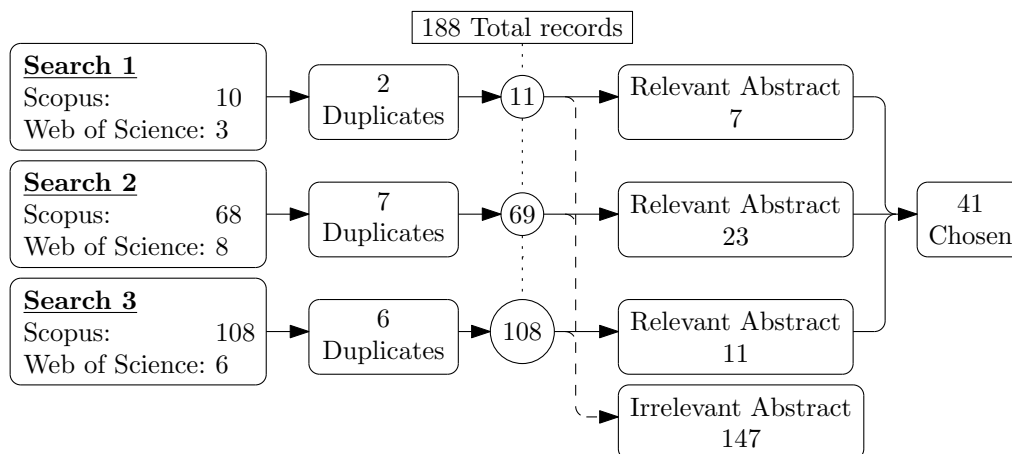 188 Total records
Search 1
Scopus: 10
Web of Science: 3
2
Duplicates
11
Relevant Abstract
7
Search 2
Scopus: 68
Web of Science: 8
7
Duplicates
69
Relevant Abstract
23
41
Chosen
Search 3
Scopus: 108
Web of Science: 6
6
Duplicates
108
Relevant Abstract
11
Irrelevant Abstract
147